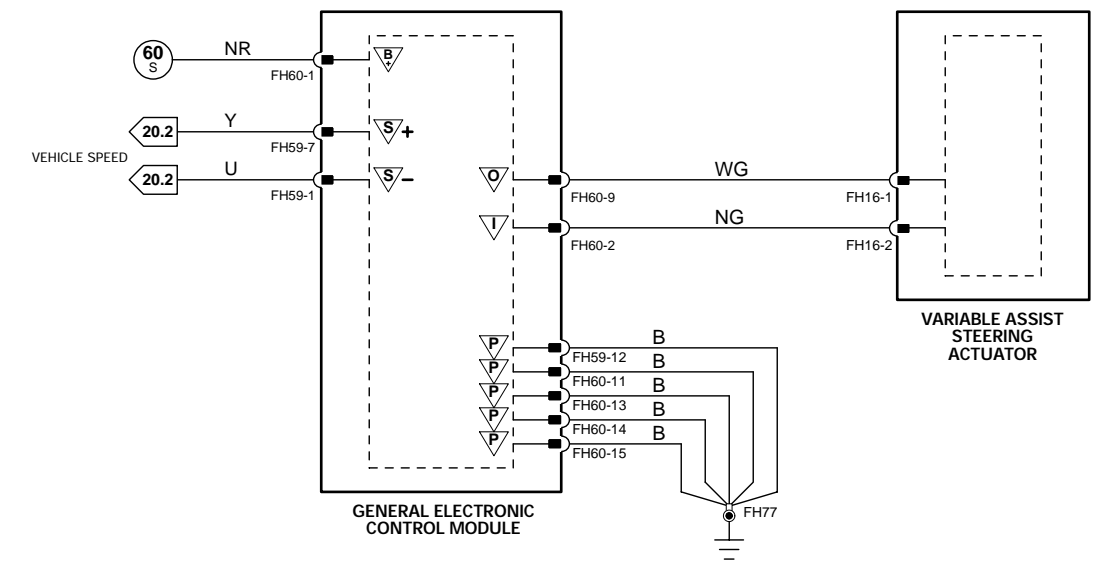 60
S
NR
FH60-1
B
+
20.2
Y
FH59-7
S +
VEHICLE SPEED
20.2
U
FH59-1
S –
O
FH60-9
WG
FH16-1
I
FH60-2
NG
FH16-2
VARIABLE ASSIST
STEERING
ACTUATOR
P
B
FH59-12
P
B
FH60-11
P
B
FH60-13
P
B
FH60-14
P
B
FH60-15
FH77
GENERAL ELECTRONIC
CONTROL MODULE